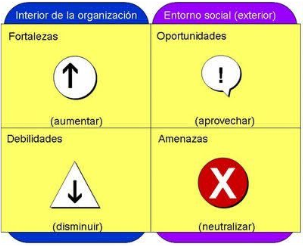 Interior de la organización
Entorno social (exterior)
Fortalezas
Oportunidades
!
(aumentar)
(aprovechar)
Debilidades
Amenazas
X
(disminuir)
(neutralizar)